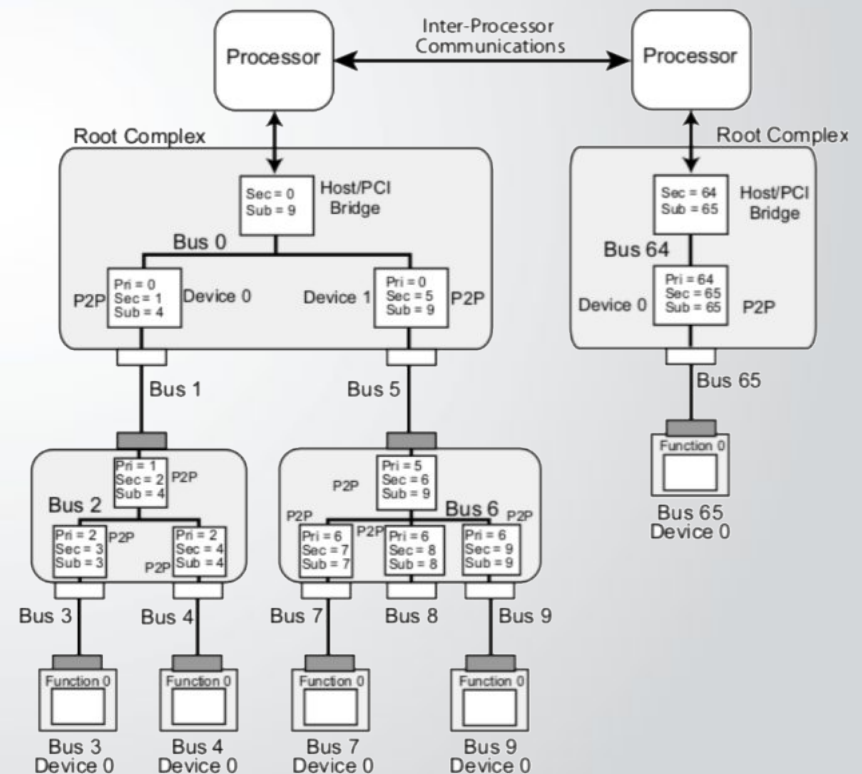 Inter-Processor
Communications
Processor
Processor
Root Complex
Root Complex
Sec = 0
Sub = 9
Host/PCI
Bridge
Sec = 64
Sub = 65
Host/PCI
Bridge
Bus 0
Bus 64
P2P
Pri = 0
Sec = 1
Sub = 4
Device 0
Device 1
Pri = 0
Sec = 5
Sub = 9
P2P
Device 0
Pri = 64
Sec = 65
Sub = 65
P2P
Bus 1
Bus 5
Bus 65
Function 0
Bus 65
Device 0
Pri = 1
Sec = 2
Sub = 4
P2P
Bus 2
Pri = 2
Sec = 3
Sub = 3
P2P
P2P
Pri = 2
Sec = 4
Sub = 4
P2P
Pri = 5
Sec = 6
Sub = 9
Bus 6
P2P
Pri = 6
Sec = 7
Sub = 7
P2P
Pri = 6
Sec = 8
Sub = 8
P2P
Pri = 6
Sec = 9
Sub = 9
Bus 3
Bus 4
Bus 7
Bus 8
Bus 9
Function 0
Function 0
Function 0
Function 0
Bus 3
Device 0
Bus 4
Device 0
Bus 7
Device 0
Bus 9
Device 0